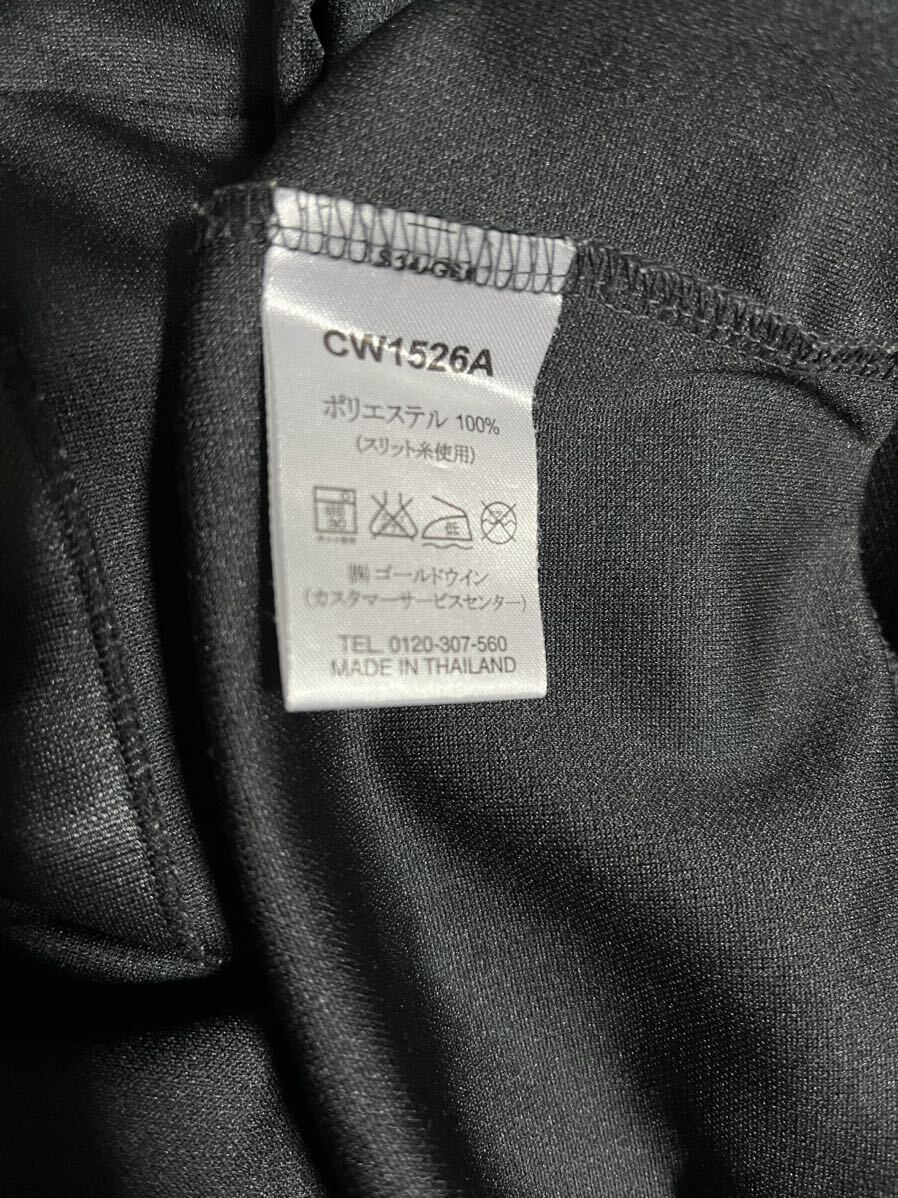 CW1526A
ポリエステル 100%
(スリット糸使用)
低
㈱ ゴールドウイン
(カスタマーサービスセンター)
TEL. 0120-307-560
MADE IN THAILAND